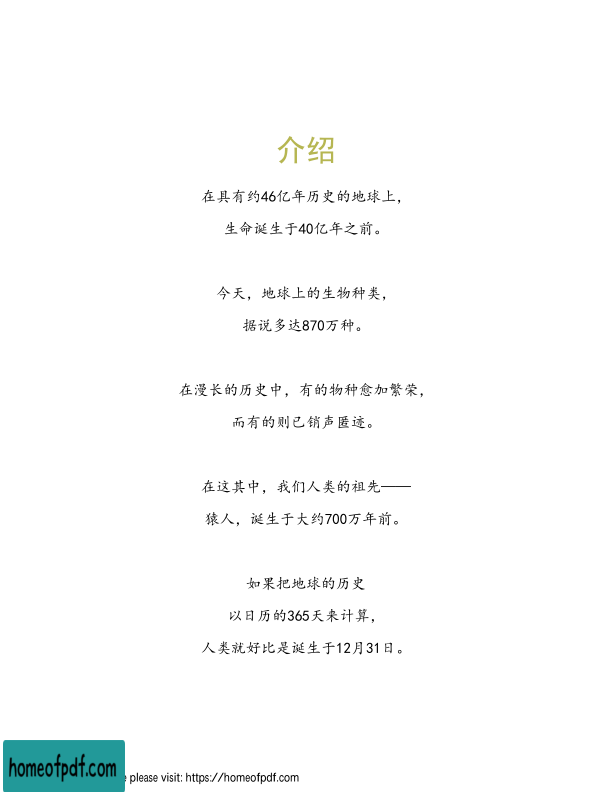 介绍
在具有约46亿年历史的地球上，
生命诞生于40亿年之前。
今天，地球上的生物种类，
据说多达870万种。
在漫长的历史中，有的物种愈加繁荣，
而有的则已销声匿迹。
在这其中，我们人类的祖先——
猿人，诞生于大约700万年前。
如果把地球的历史
以日历的365天来计算，
人类就好比是诞生于12月31日。
homeofpdf.com
e please visit: https://homeofpdf.com